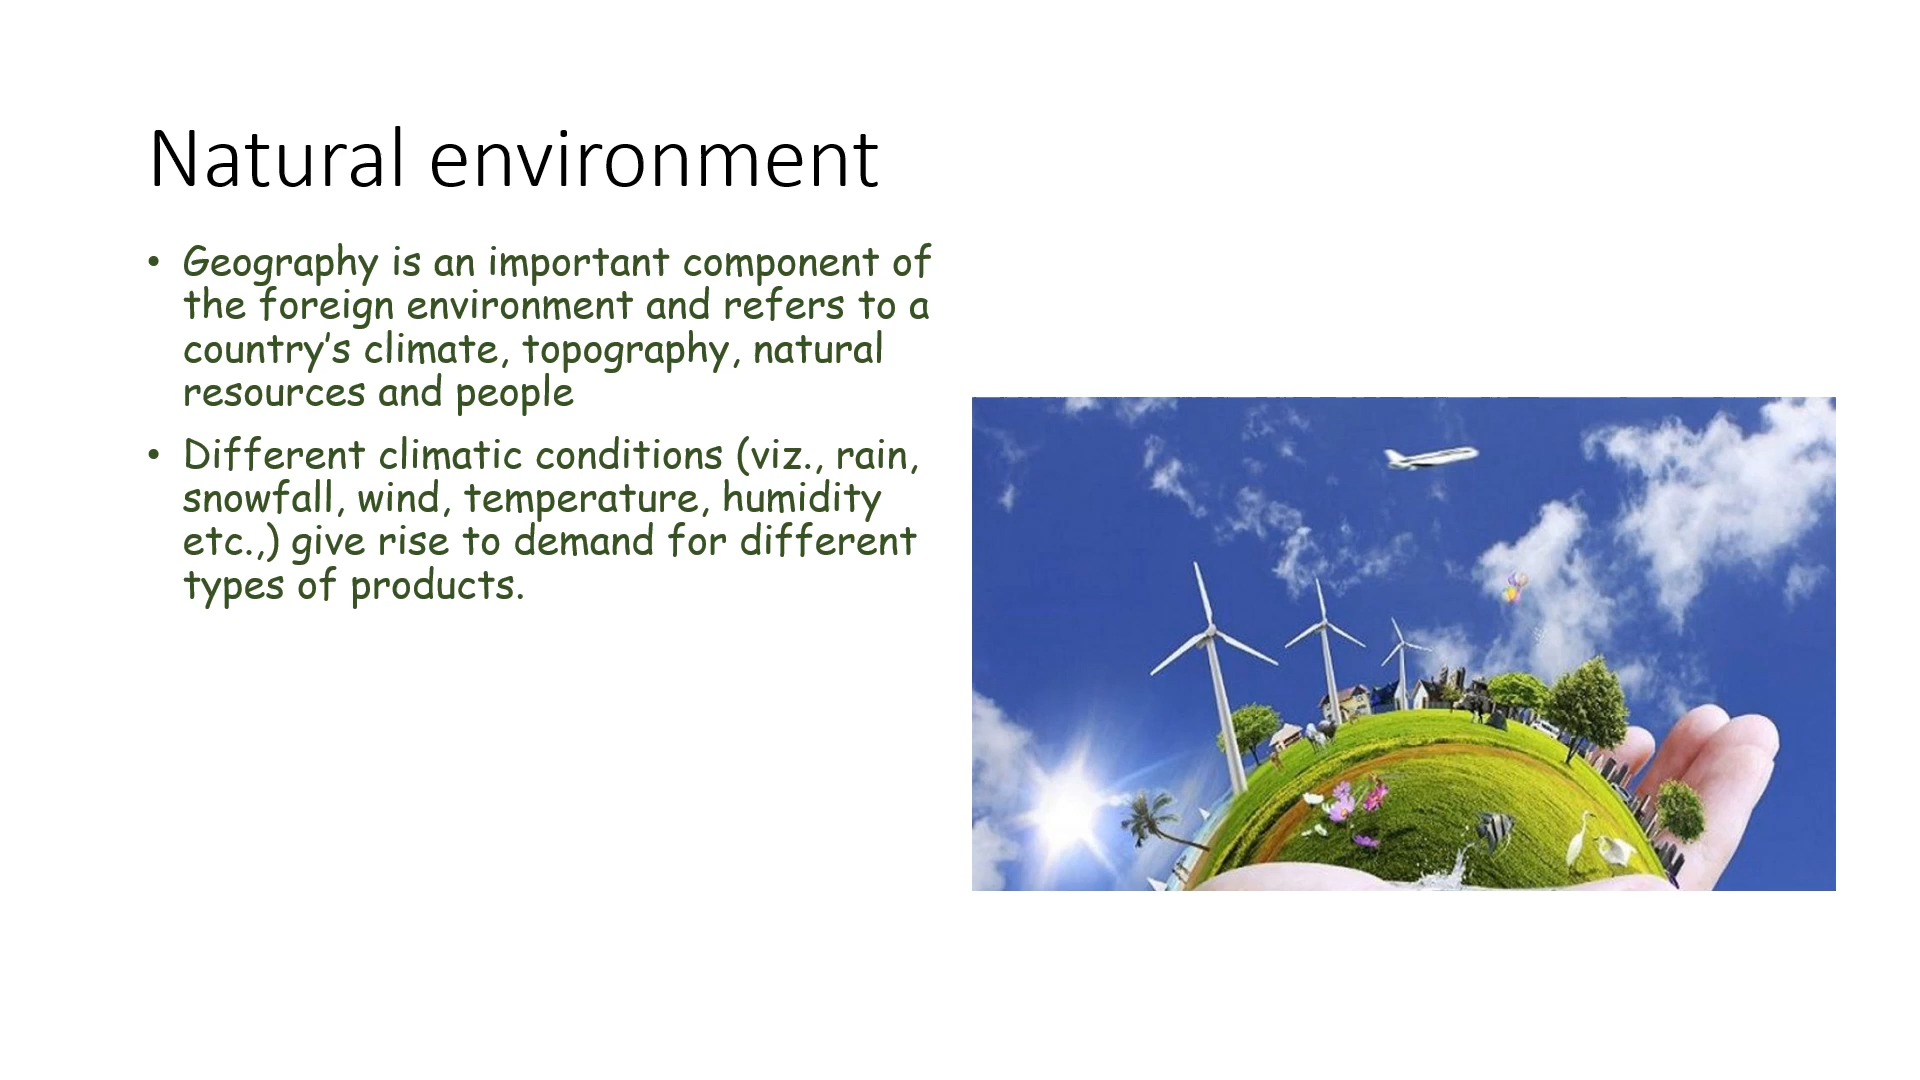 Natural environment
• Geography is an important component of
the foreign environment and refers to a
country’s climate, topography, natural
resources and people
• Different climatic conditions (viz., rain,
snowfall, wind, temperature, humidity
etc.,) give rise to demand for different
types of products.